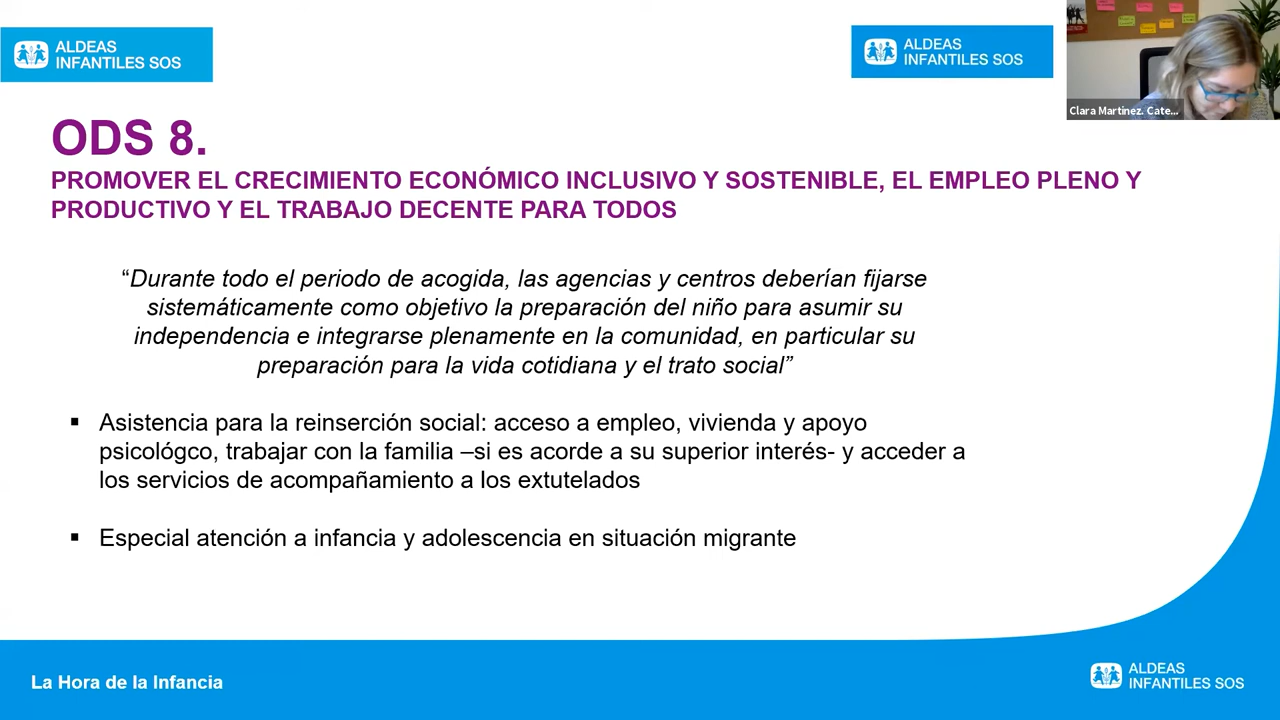 ALDEAS
INFANTILES SOS
ALDEAS
INFANTILES SOS
Clara Martinez. Cate...
ODS 8.
PROMOVER EL CRECIMIENTO ECONÓMICO INCLUSIVO Y SOSTENIBLE, EL EMPLEO PLENO Y
PRODUCTIVO Y EL TRABAJO DECENTE PARA TODOS
“Durante todo el periodo de acogida, las agencias y centros deberían fijarse
sistemáticamente como objetivo la preparación del niño para asumir su
independencia e integrarse plenamente en la comunidad, en particular su
preparación para la vida cotidiana y el trato social”
▪ Asistencia para la reinserción social: acceso a empleo, vivienda y apoyo
psicológco, trabajar con la familia –si es acorde a su superior interés- y acceder a
los servicios de acompañamiento a los extutelados
▪ Especial atención a infancia y adolescencia en situación migrante
La Hora de la Infancia
ALDEAS
INFANTILES SOS